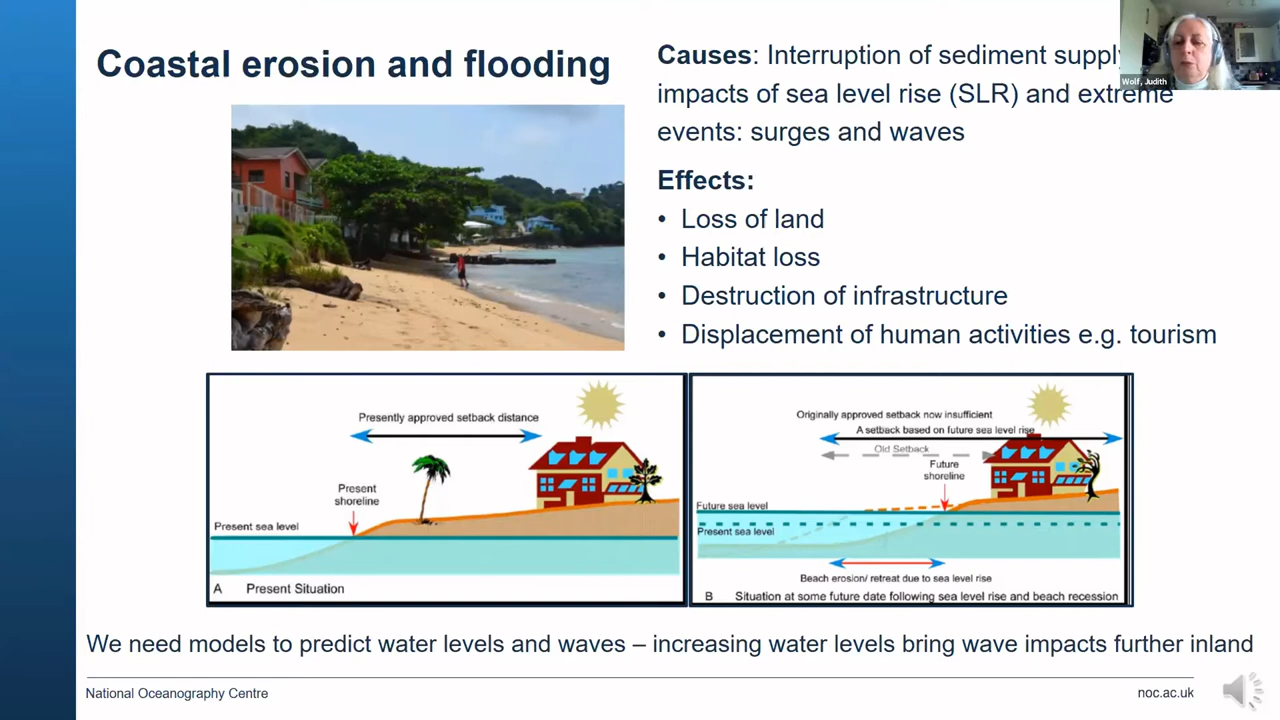 Coastal erosion and flooding
Causes: Interruption of sediment supply
impacts of sea level rise (SLR) and extreme
events: surges and waves
Wolf, Judith
Effects:
• Loss of land
• Habitat loss
• Destruction of infrastructure
• Displacement of human activities e.g. tourism
Presently approved setback distance
Present
shoreline
Present sea level
A Present Situation
Originally approved setback now insufficient
A setback based on future sea level rise
Old Setback
Future
shoreline
Future sea level
Present sea level
Beach erosion/ retreat due to sea level rise
B Situation at some future date following sea level rise and beach recession
We need models to predict water levels and waves – increasing water levels bring wave impacts further inland
National Oceanography Centre
noc.ac.uk